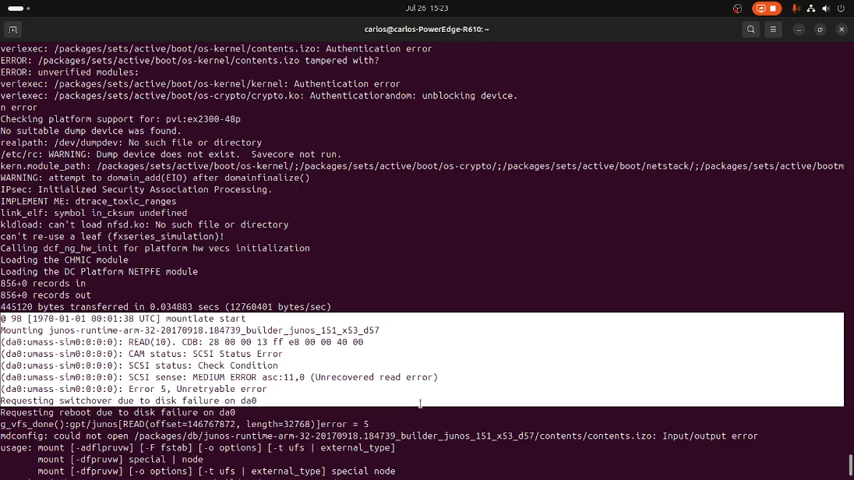 Jul 26 15:23
carlos@carlos-PowerEdge-R610: ~
veriexec: /packages/sets/active/boot/os-kernel/contents.izo: Authentication error
ERROR: /packages/sets/active/boot/os-kernel/contents.izo tampered with?
ERROR: unverified modules:
veriexec: /packages/sets/active/boot/os-kernel/kernel: Authentication error
veriexec: /packages/sets/active/boot/os-crypto/crypto.ko: Authenticatiorandom: unblocking device.
n error
Checking platform support for: pvi:ex2300-48p
No suitable dump device was found.
realpath: /dev/dumpdev: No such file or directory
/etc/rc: WARNING: Dump device does not exist.  Savecore not run.
kern.module_path: /packages/sets/active/boot/os-kernel/;/packages/sets/active/boot/os-crypto/;/packages/sets/active/boot/netstack/;/packages/sets/active/bootm
WARNING: attempt to domain_add(EIO) after domainfinalize()
IPsec: Initialized Security Association Processing.
IMPLEMENT ME: dtrace_toxic_ranges
link_elf: symbol in_cksum undefined
kldload: can't load nfsd.ko: No such file or directory
can't re-use a leaf (fxseries_simulation)!
Calling dcf_ng_hw_init for platform hw vecs initialization
Loading the CHMIC module
Loading the DC Platform NETPFE module
856+0 records in
856+0 records out
445120 bytes transferred in 0.034883 secs (12760401 bytes/sec)
@ 98 [1970-01-01 00:01:38 UTC] mountlate start
Mounting junos-runtime-arm-32-20170918.184739_builder_junos_151_x53_d57
(da0:umass-sim0:0:0:0): READ(10). CDB: 28 00 00 13 ff e8 00 00 40 00
(da0:umass-sim0:0:0:0): CAM status: SCSI Status Error
(da0:umass-sim0:0:0:0): SCSI status: Check Condition
(da0:umass-sim0:0:0:0): SCSI sense: MEDIUM ERROR asc:11,0 (Unrecovered read error)
(da0:umass-sim0:0:0:0): Error 5, Unretryable error
Requesting switchover due to disk failure on da0
Requesting reboot due to disk failure on da0
g_vfs_done():gpt/junos[READ(offset=146767872, length=32768)]error = 5
mdconfig: could not open /packages/db/junos-runtime-arm-32-20170918.184739_builder_junos_151_x53_d57/contents/contents.izo: Input/output error
usage: mount [-adflpruvw] [-F fstab] [-o options] [-t ufs | external_type]
mount [-dfpruvw] special | node
mount [-dfpruvw] [-o options] [-t ufs | external_type] special node